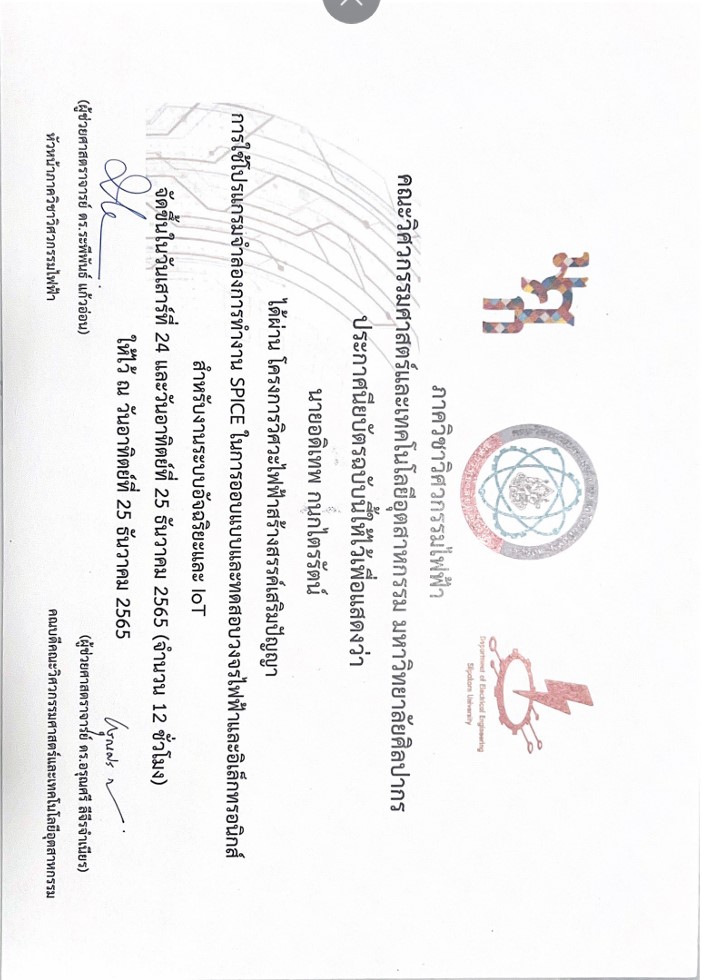 Department of Electrical Engineering
Silpakorn University
ภาควิชาวิศวกรรมไฟฟ้า
คณะวิศวกรรมศาสตร์และเทคโนโลยีอุตสาหกรรม มหาวิทยาลัยศิลปากร
ประกาศนียบัตรฉบับนี้ให้ไว้เพื่อแสดงว่า
นายอดิเทพ กนกไตรรัตน์
ได้ผ่าน โครงการวิศวะไฟฟ้าสร้างสรรค์เสริมปัญญา
การใช้โปรแกรมจำลองการทำงาน SPICE ในการออบแบบและทดสอบวงจรไฟฟ้าและอิเล็กทรอนิกส์
สำหรับงานระบบอัจฉริยะและ IoT
จัดขึ้นในวันเสาร์ที่ 24 และวันอาทิตย์ที่ 25 ธันวาคม 2565 (จำนวน 12 ชั่วโมง)
ให้ไว้ ณ วันอาทิตย์ที่ 25 ธันวาคม 2565
(ผู้ช่วยศาสตราจารย์ ดร.ระพีพันธ์ แก้วอ่อน)
หัวหน้าภาควิชาวิศวกรรมไฟฟ้า
(ผู้ช่วยศาสตราจารย์ ดร.อรุณศรี ลีจีรจำเนียร)
คณบดีคณะวิศวกรรมศาสตร์และเทคโนโลยีอุตสาหกรรม